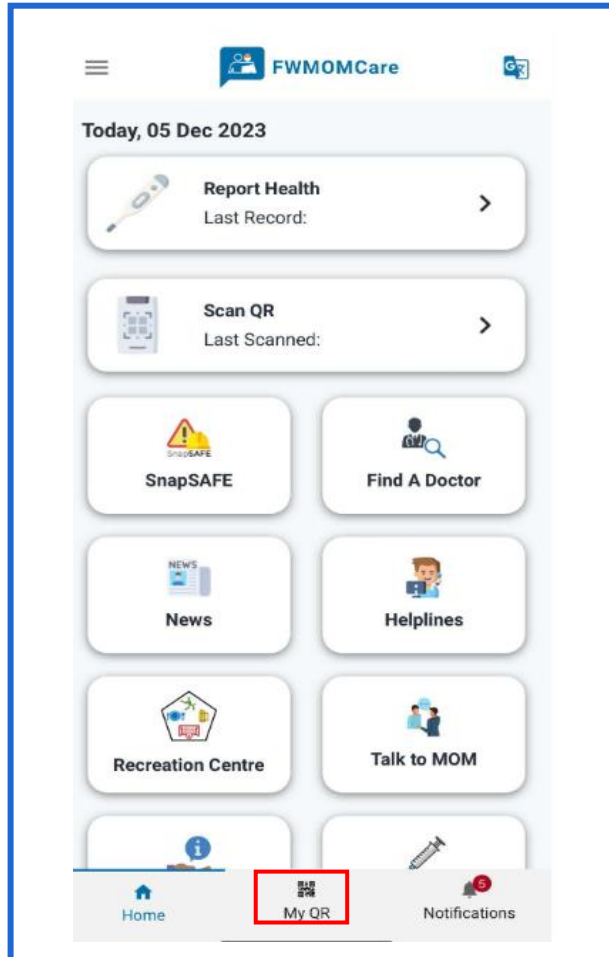 FWMOMCare
Today, 05 Dec 2023
Report Health
Last Record:
Scan QR
Last Scanned:
SnapSAFE
SnapSAFE
Find A Doctor
NEWS
News
Helplines
Recreation Centre
Talk to MOM
5
Home
My QR
Notifications